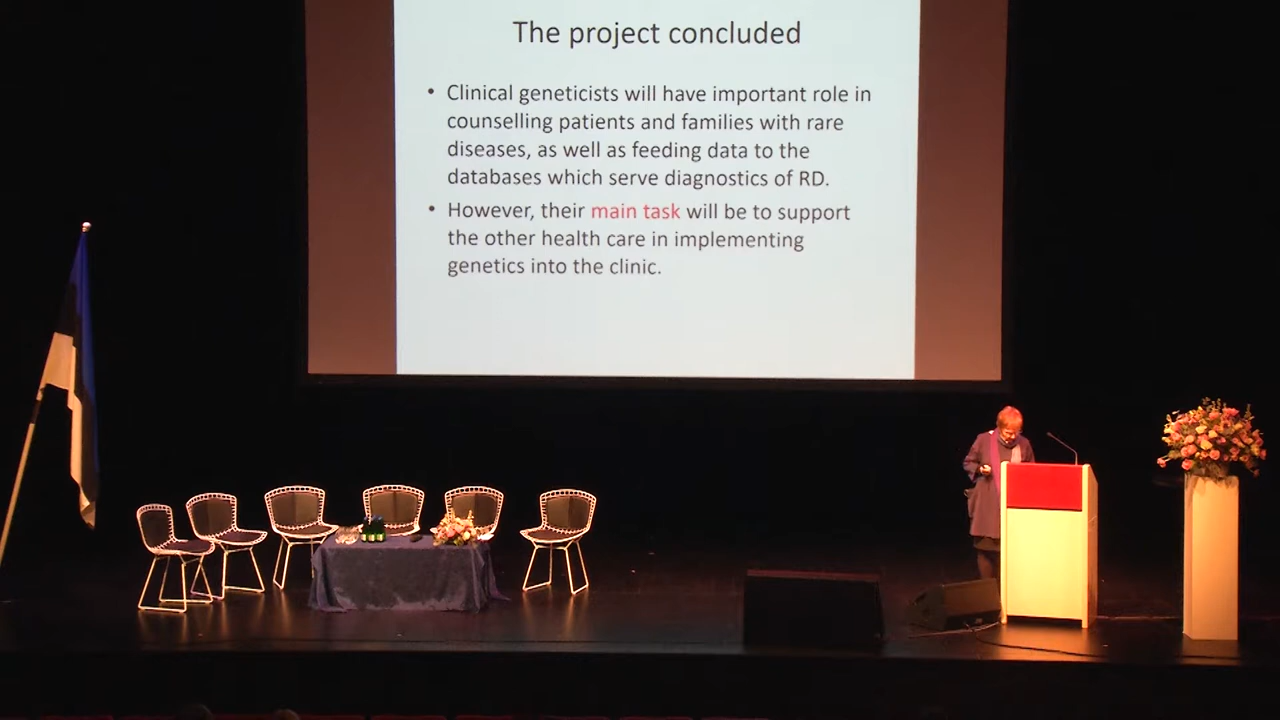 The project concluded
• Clinical geneticists will have important role in
counselling patients and families with rare
diseases, as well as feeding data to the
databases which serve diagnostics of RD.
• However, their main task will be to support
the other health care in implementing
genetics into the clinic.